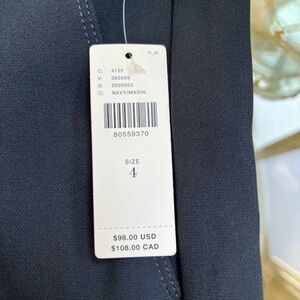 C: 4125
V: 065059
S: 0000055
C: NAVY/MARIN
80559370
SIZE
4
$98.00 USD
$108.00 CAD